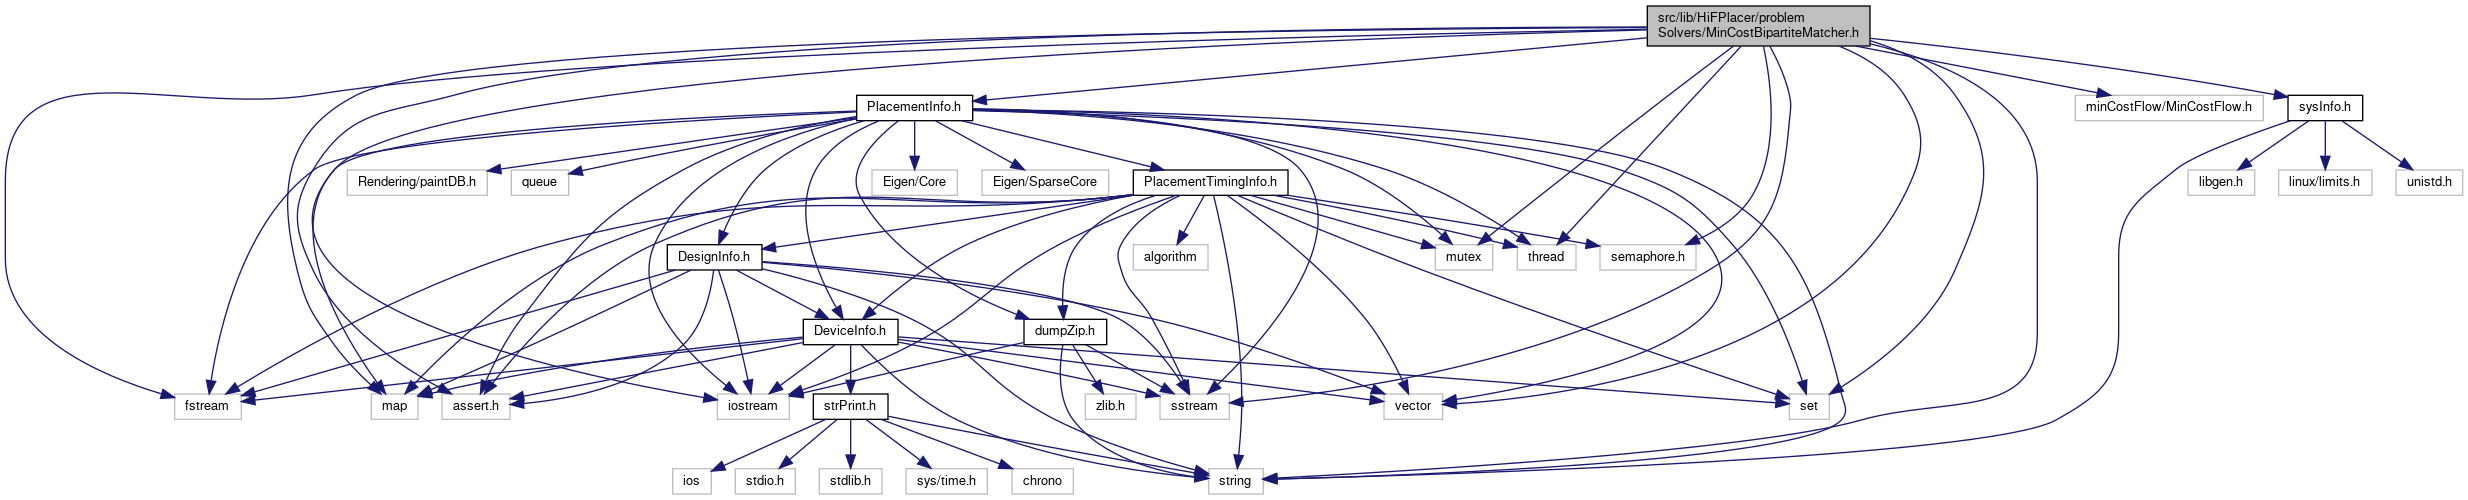 src/lib/HiFPlacer/problem
Solvers/MinCostBipartiteMatcher.h
PlacementInfo.h
minCostFlow/MinCostFlow.h
sysInfo.h
Rendering/paintDB.h
queue
Eigen/Core
Eigen/SparseCore
PlacementTimingInfo.h
libgen.h
linux/limits.h
unistd.h
DesignInfo.h
algorithm
mutex
thread
semaphore.h
DeviceInfo.h
dumpZip.h
fstream
map
assert.h
iostream
strPrint.h
zlib.h
sstream
vector
set
ios
stdio.h
stdlib.h
sys/time.h
chrono
string